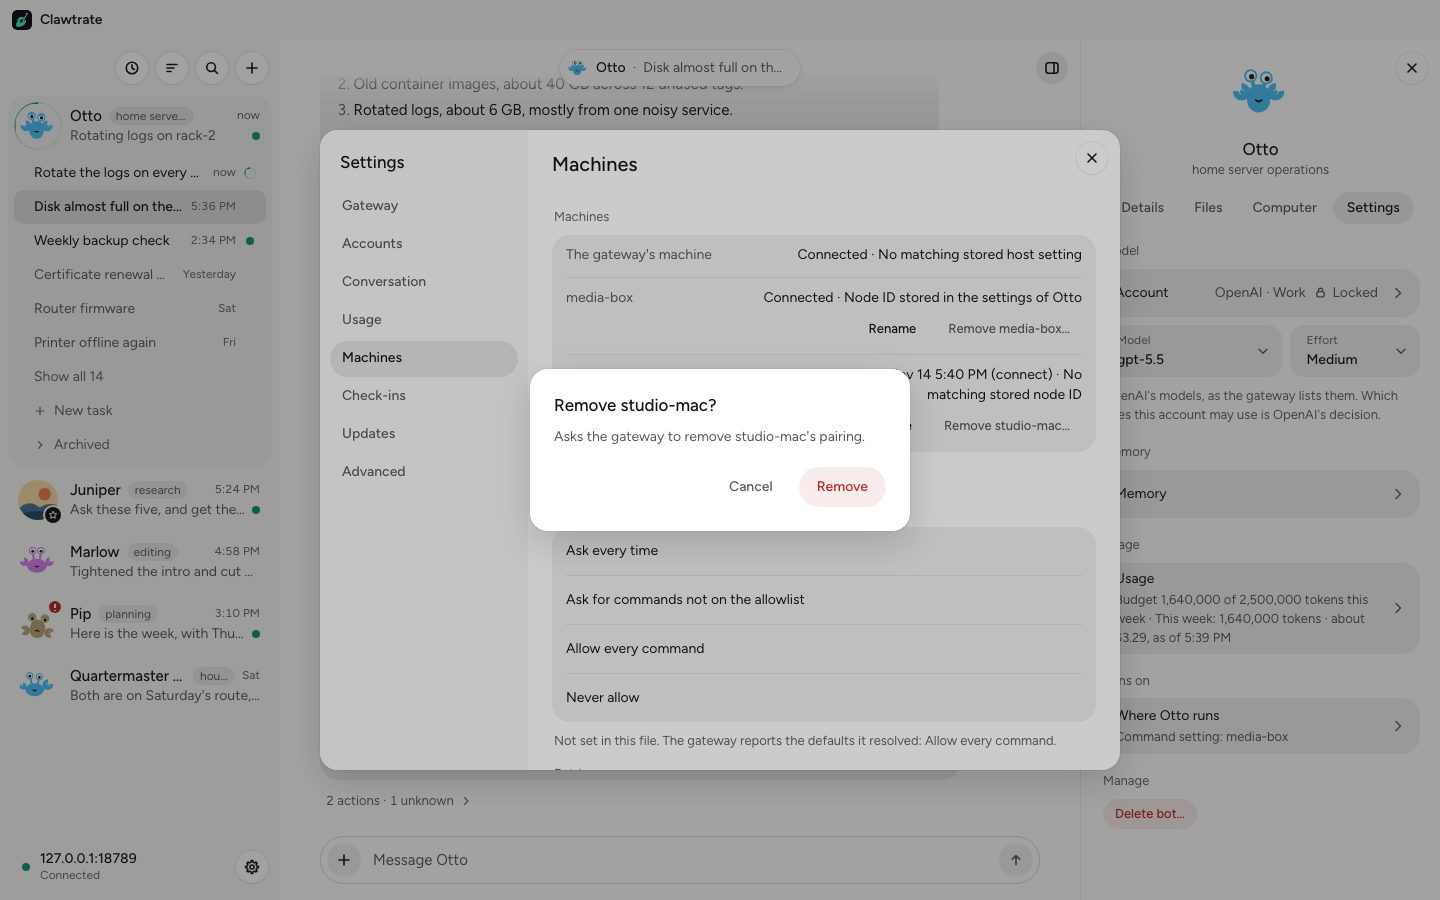 Clawtrate
Otto
home serve...
now
Rotating logs on rack-2
Rotate the logs on every ...
now
Disk almost full on the...
5:36 PM
Weekly backup check
2:34 PM
Certificate renewal ...
Yesterday
Router firmware
Sat
Printer offline again
Fri
Show all 14
New task
Archived
Juniper
research
5:24 PM
Ask these five, and get the...
Marlow
editing
4:58 PM
Tightened the intro and cut ...
Pip
planning
3:10 PM
Here is the week, with Thu...
Quartermaster ...
hou...
Sat
Both are on Saturday's route,...
127.0.0.1:18789
Connected
Otto · Disk almost full on th...
2. Old container images, about 40 GB across 12 unused tags.
3. Rotated logs, about 6 GB, mostly from one noisy service.
Settings
Gateway
Accounts
Conversation
Usage
Machines
Check-ins
Updates
Advanced
Machines
Machines
The gateway's machine
Connected · No matching stored host setting
media-box
Connected · Node ID stored in the settings of Otto
Rename
Remove media-box...
14 5:40 PM (connect) · No
matching stored node ID
Remove studio-mac...
Remove studio-mac?
Asks the gateway to remove studio-mac's pairing.
Cancel
Remove
Ask every time
Ask for commands not on the allowlist
Allow every command
Never allow
Not set in this file. The gateway reports the defaults it resolved: Allow every command.
2 actions · 1 unknown
Message Otto
Otto
home server operations
Details
Files
Computer
Settings
Account
OpenAI · Work
Locked
Model
gpt-5.5
Effort
Medium
OpenAI's models, as the gateway lists them. Which
this account may use is OpenAI's decision.
Memory
Memory
Usage
Budget 1,640,000 of 2,500,000 tokens this
week · This week: 1,640,000 tokens · about
$3.29, as of 5:39 PM
on
Where Otto runs
Command setting: media-box
Manage
Delete bot...